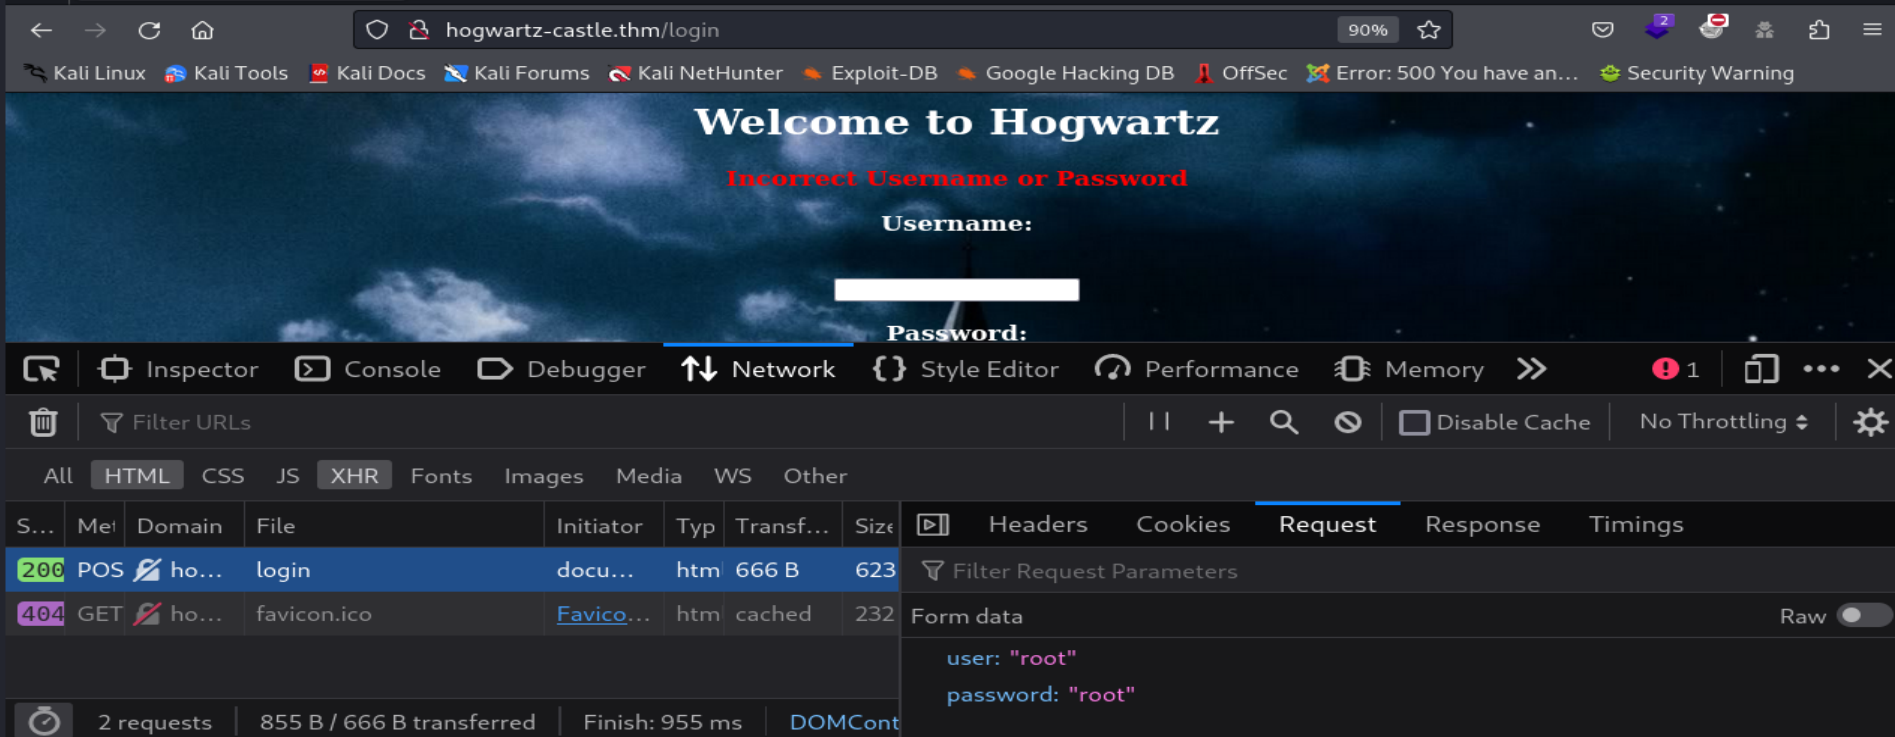 hogwartz-castle.thm/login
90%
2
Kali Linux Kali Tools Kali Docs Kali Forums Kali NetHunter Exploit-DB Google Hacking DB OffSec Error: 500 You have an... Security Warning
Welcome to Hogwartz
Incorrect Username or Password
Username:
Password:
Inspector Console Debugger Network Style Editor Performance Memory 1
Filter URLs Disable Cache No Throttling
All HTML CSS JS XHR Fonts Images Media WS Other
S... Met Domain File Initiator Typ Transf... Size Headers Cookies Request Response Timings
200 POS ho... login docu... htm 666 B 623 Filter Request Parameters
404 GET ho... favicon.ico Favico... htm cached 232 Form data Raw
user: "root"
password: "root"
2 requests 855 B / 666 B transferred Finish: 955 ms DOMCont